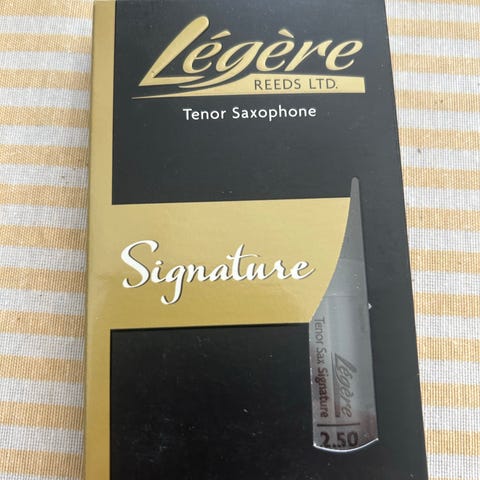 Légère
REEDS LTD.
Tenor Saxophone
Signature
Légère
Tenor Sax Signature
2.50